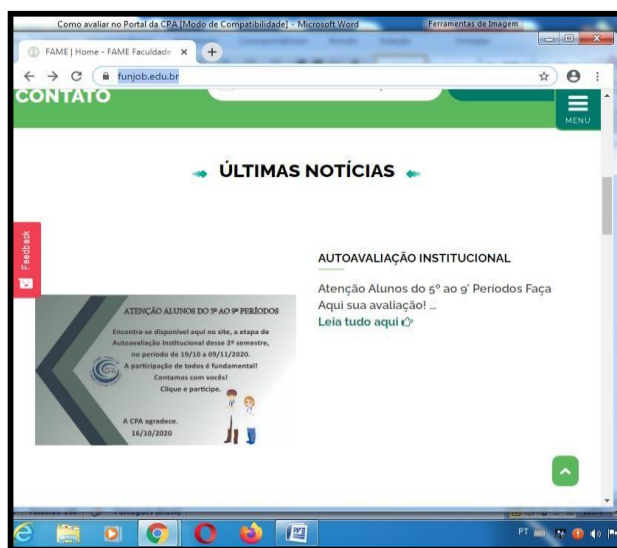 Como avaliar no Portal da CPA [Modo de Compatibilidade] - Microsoft Word
Ferramentas de Imagem
FAME | Home - FAME Faculdade
funjob.edu.br
CONTATO
MENU
ÚLTIMAS NOTÍCIAS
Feedback
AUTOAVALIAÇÃO INSTITUCIONAL
Atenção Alunos do 5º ao 9º Períodos Faça
Aqui sua avaliação! ...
Leia tudo aqui
ATENÇÃO ALUNOS DO 5º AO 9º PERÍODOS
Encontra-se disponível aqui no site, a etapa de
Autoavaliação Institucional desse 2º semestre,
no período de 19/10 a 09/11/2020.
A participação de todos é fundamental!
Contamos com vocês!
Clique e participe.
A CPA agradece.
16/10/2020
PT